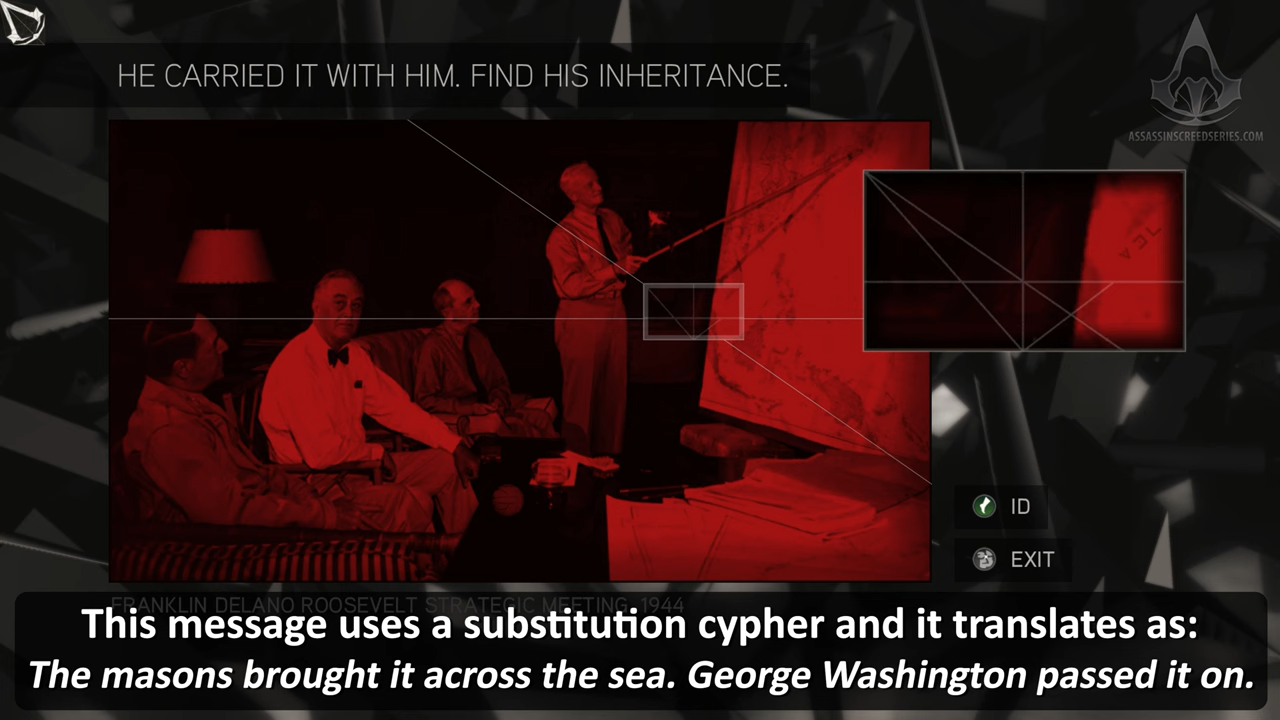 HE CARRIED IT WITH HIM. FIND HIS INHERITANCE.
ASSASSINSCREEDSERIES.COM
ID
EXIT
FRANKLIN DELANO ROOSEVELT STRATEGIC MEETING, 1944
This message uses a substitution cypher and it translates as:
The masons brought it across the sea. George Washington passed it on.